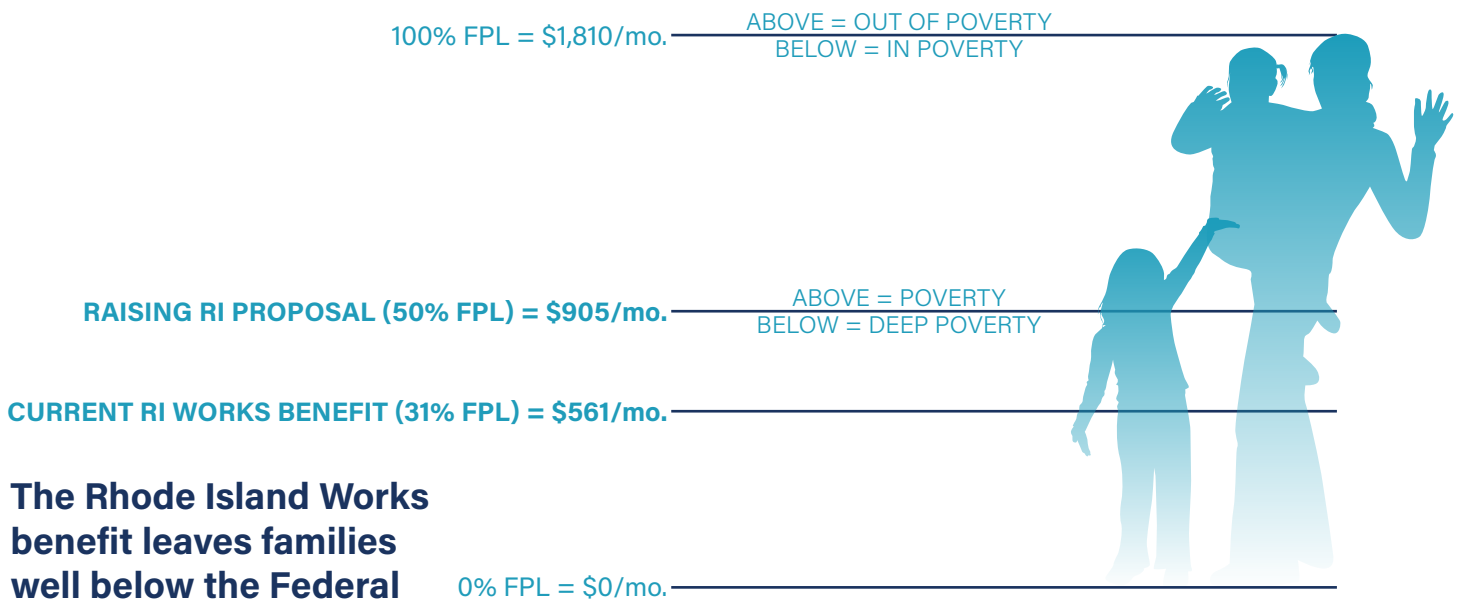 100% FPL = $1,810/mo.
ABOVE = OUT OF POVERTY
BELOW = IN POVERTY
RAISING RI PROPOSAL (50% FPL) = $905/mo.
ABOVE = POVERTY
BELOW = DEEP POVERTY
CURRENT RI WORKS BENEFIT (31% FPL) = $561/mo.
The Rhode Island Works
benefit leaves families
well below the Federal
0% FPL = $0/mo.